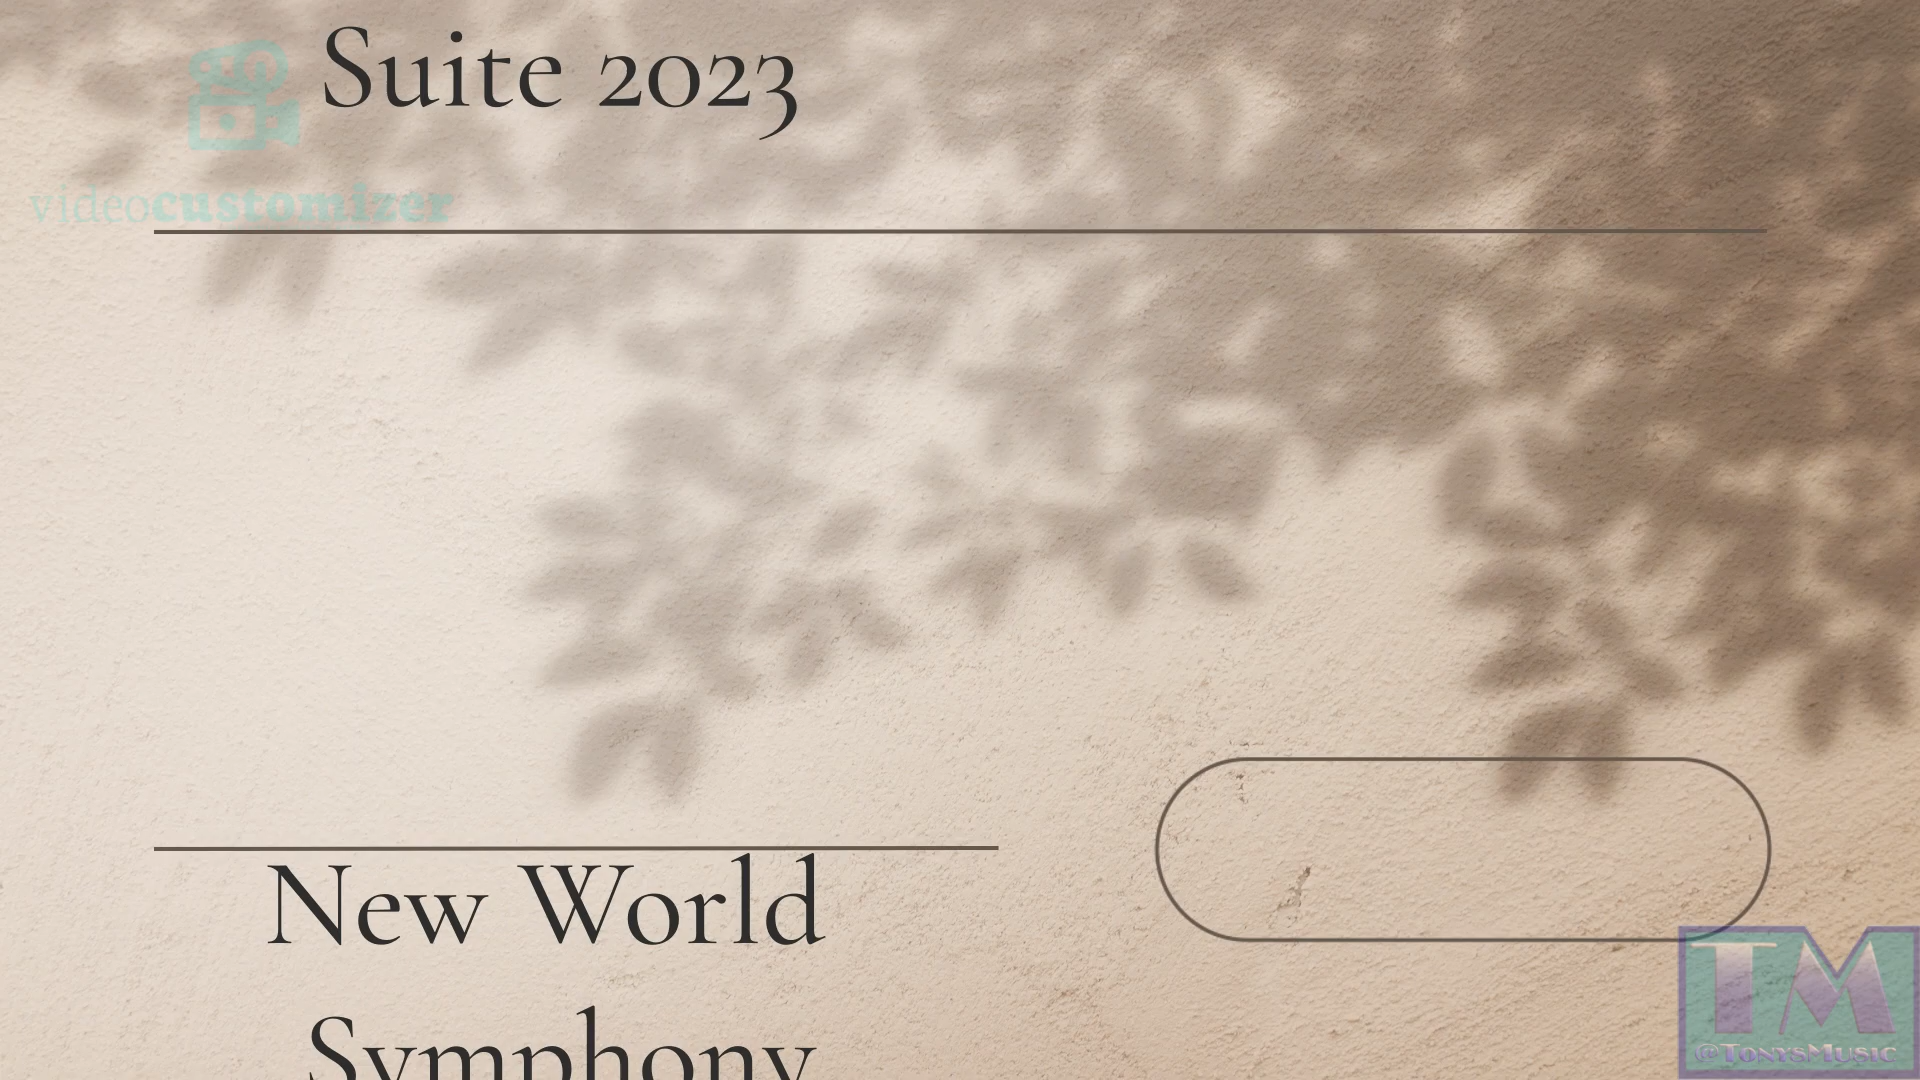 Suite 2023
videocustomizer
New World
Symphony
TM
@TonysMusic